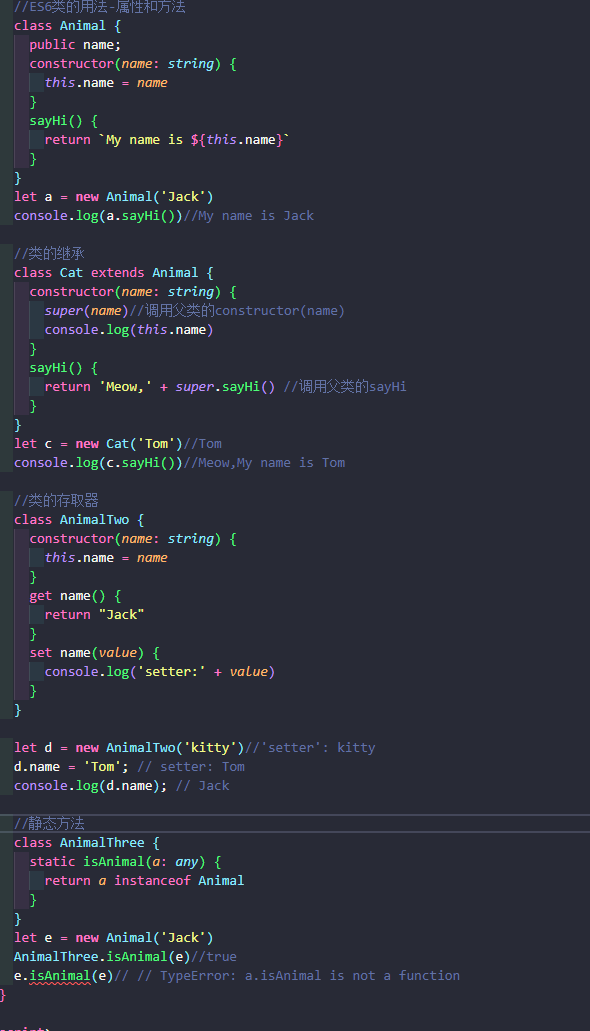 //ES6类的用法-属性和方法
class Animal {
public name;
constructor(name: string) {
this.name = name
}
sayHi() {
return `My name is ${this.name}`
}
}
let a = new Animal('Jack')
console.log(a.sayHi())//My name is Jack
//类的继承
class Cat extends Animal {
constructor(name: string) {
super(name)//调用父类的constructor(name)
console.log(this.name)
}
sayHi() {
return 'Meow,' + super.sayHi() //调用父类的sayHi
}
}
let c = new Cat('Tom')//Tom
console.log(c.sayHi())//Meow,My name is Tom
//类的存取器
class AnimalTwo {
constructor(name: string) {
this.name = name
}
get name() {
return "Jack"
}
set name(value) {
console.log('setter:' + value)
}
}
let d = new AnimalTwo('kitty')//'setter': kitty
d.name = 'Tom'; // setter: Tom
console.log(d.name); // Jack
//静态方法
class AnimalThree {
static isAnimal(a: any) {
return a instanceof Animal
}
}
let e = new Animal('Jack')
AnimalThree.isAnimal(e)//true
e.isAnimal(e)// // TypeError: a.isAnimal is not a function
}